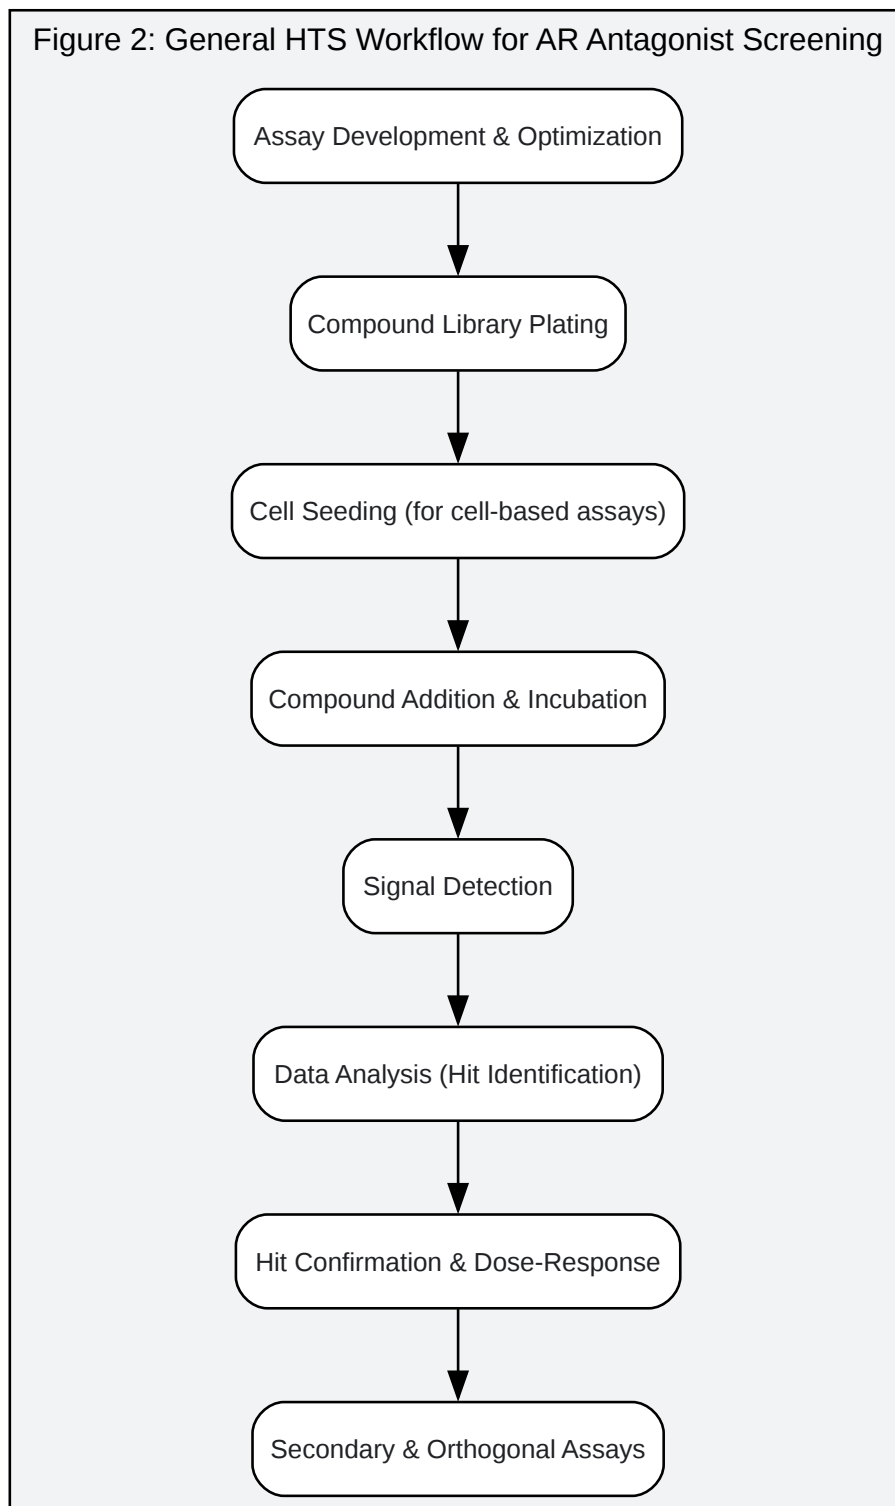 Figure 2: General HTS Workflow for AR Antagonist Screening
Assay Development & Optimization
Compound Library Plating
Cell Seeding (for cell-based assays)
Compound Addition & Incubation
Signal Detection
Data Analysis (Hit Identification)
Hit Confirmation & Dose-Response
Secondary & Orthogonal Assays